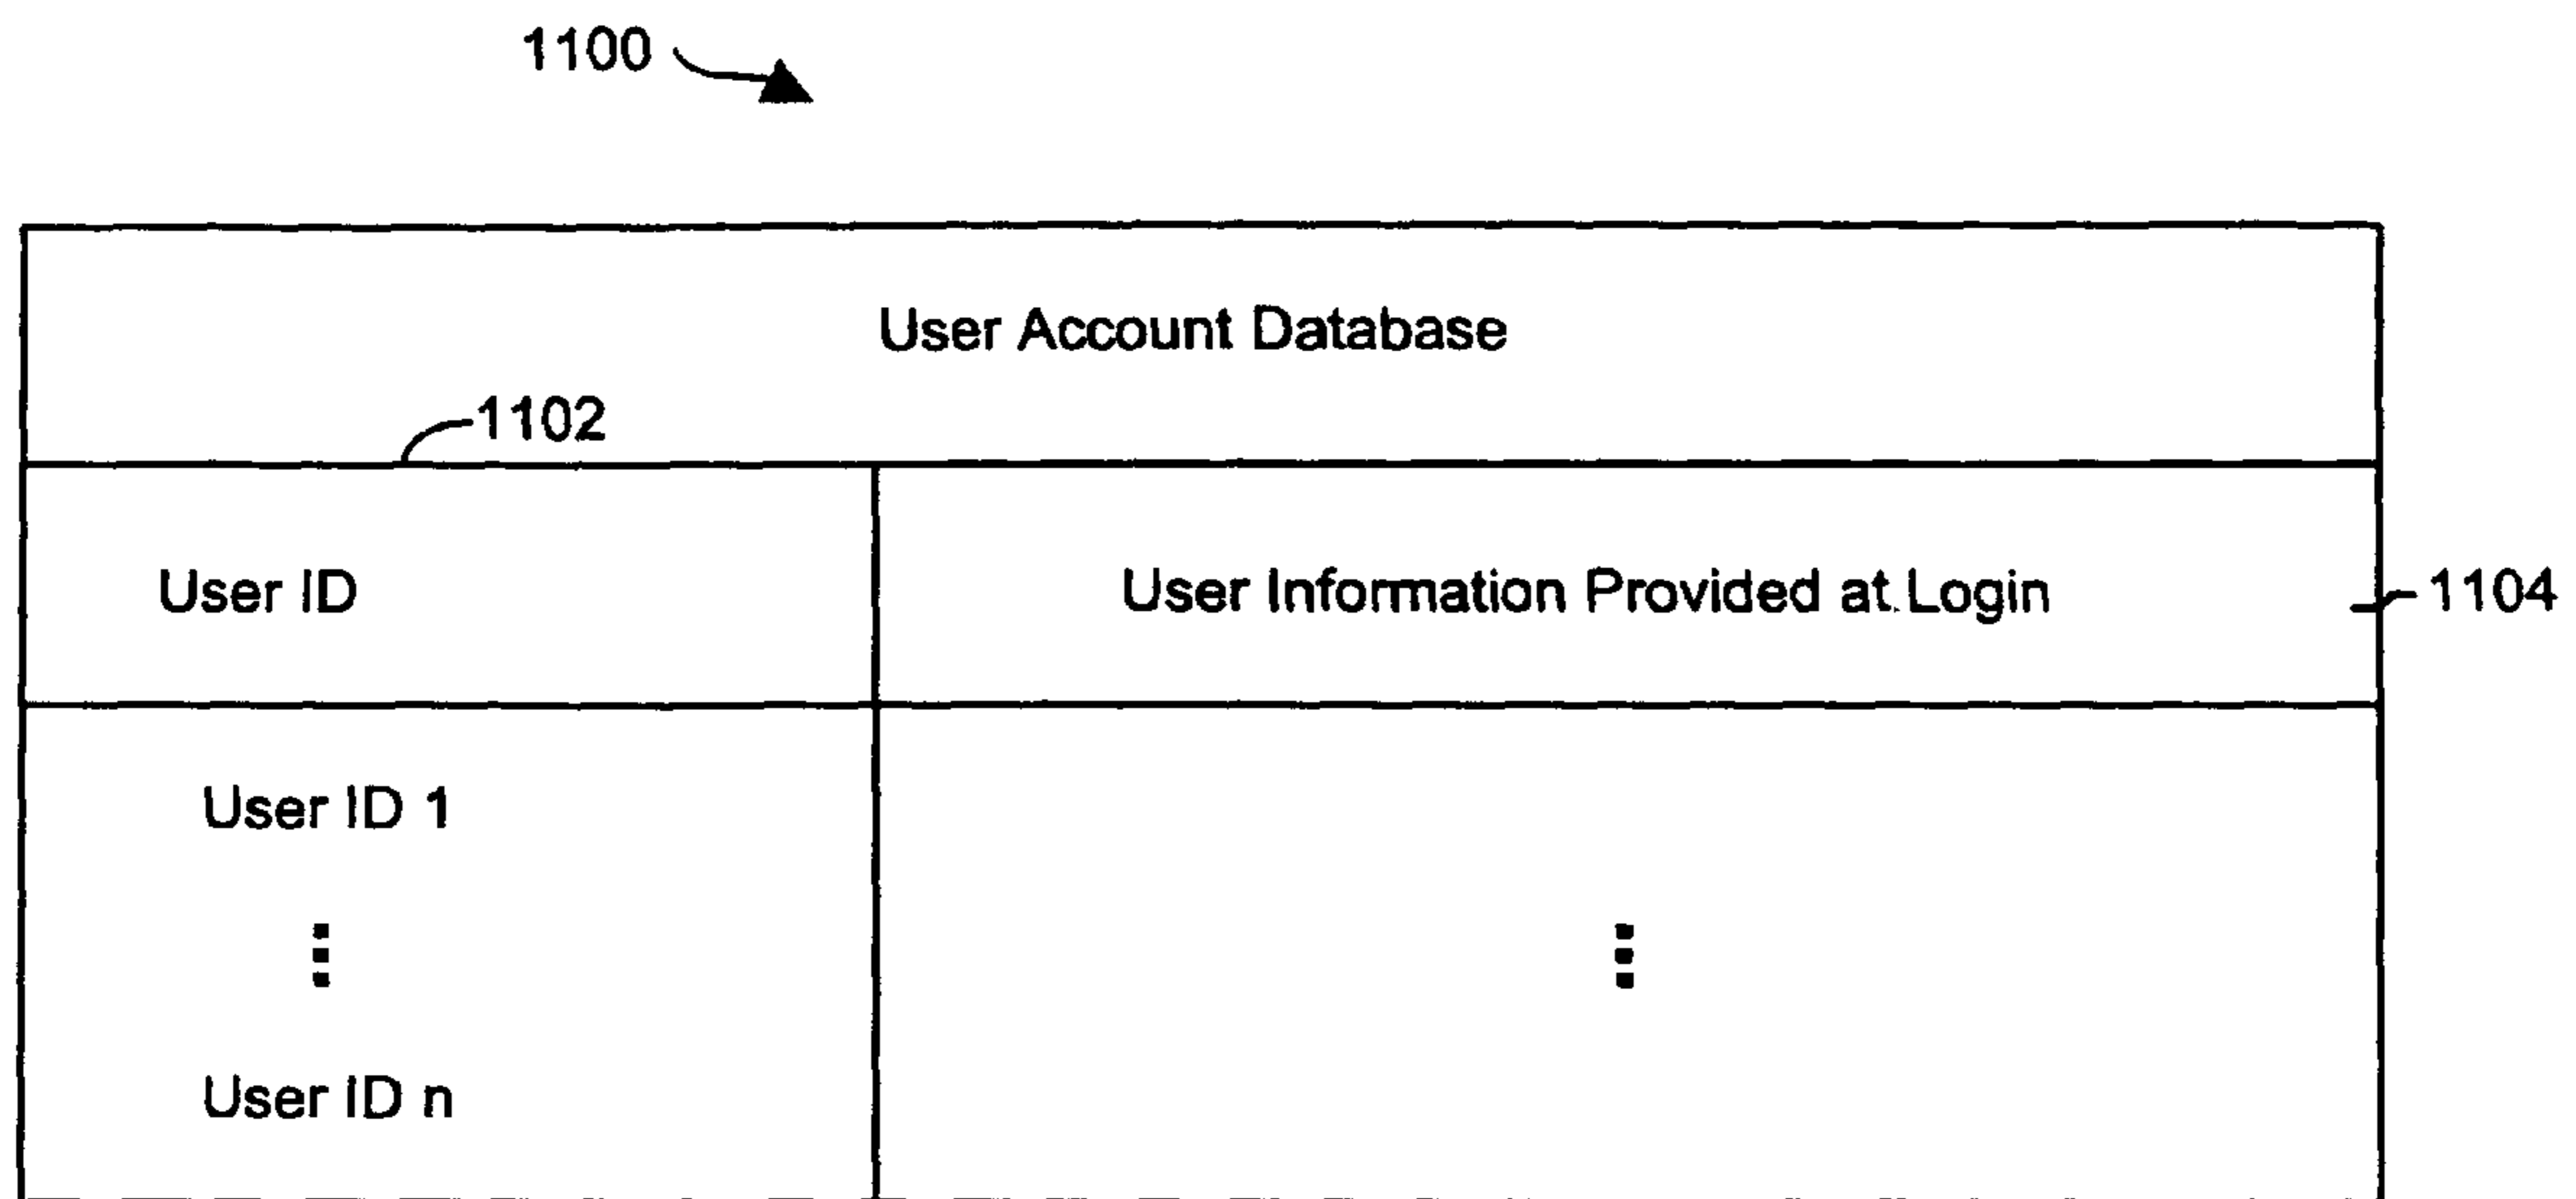 1100
User Account Database
1102
User ID
User Information Provided at Login
1104
User ID 1
User ID n